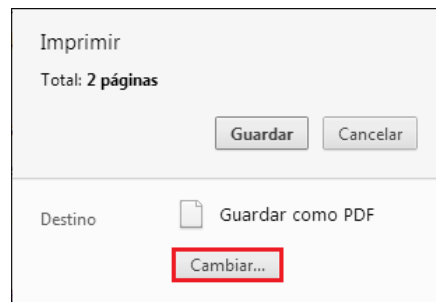 Imprimir
Total: 2 páginas
Guardar Cancelar
Destino Guardar como PDF
Cambiar...